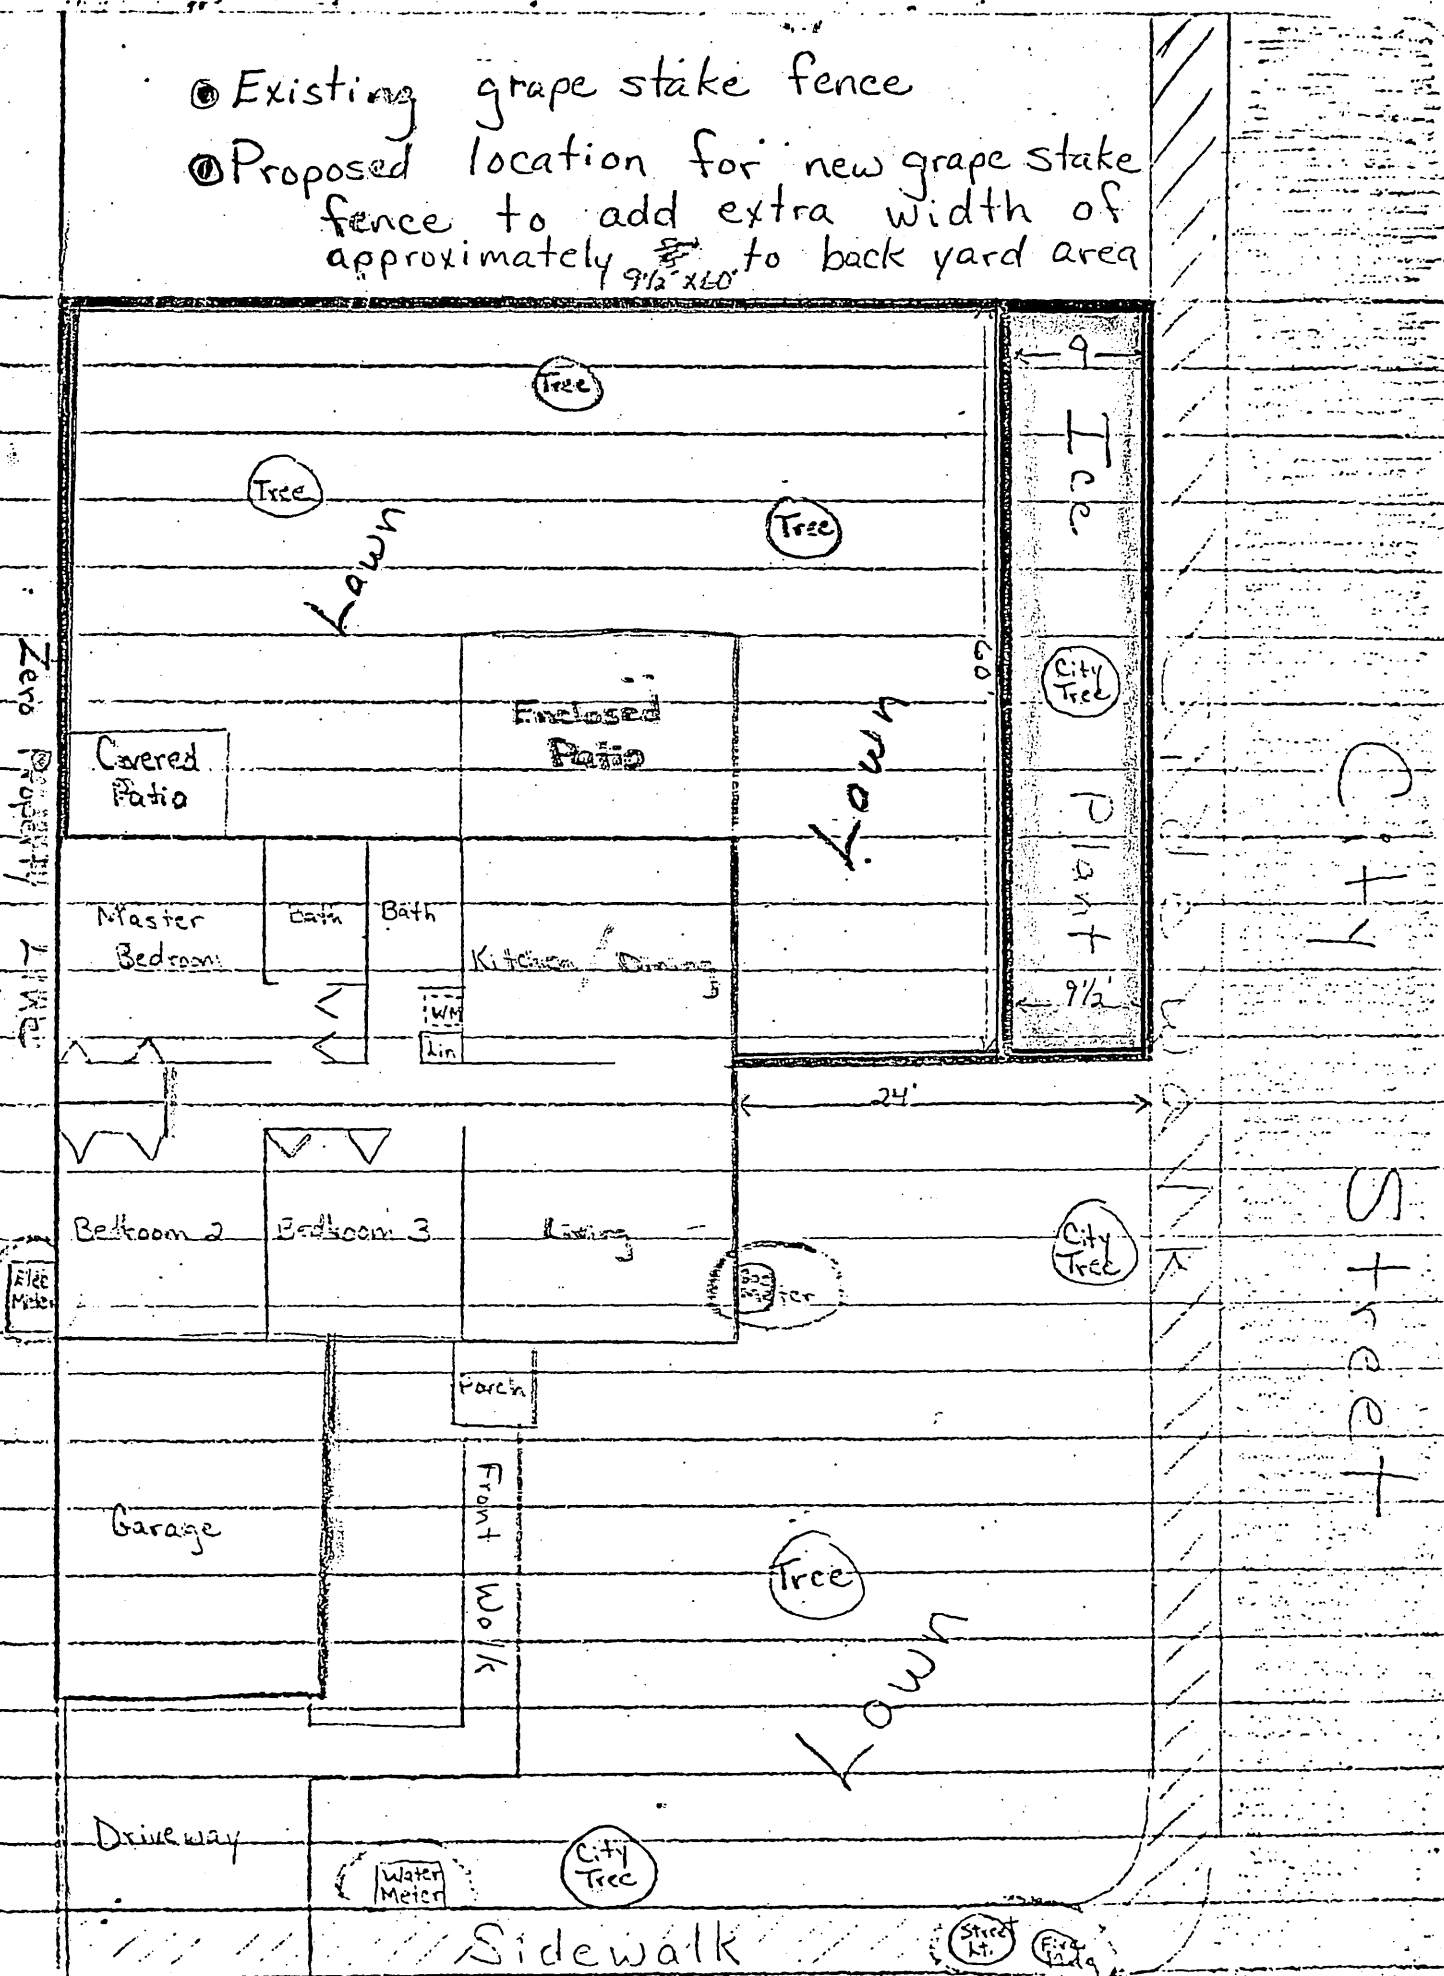 Existing grape stake fence
Proposed location for new grape stake
fence to add extra width of
approximately to back yard area
9½' x60'
9
Tree
Ice
Tree
Tree
Lawn
60'
City
Tree
Zero Property Line
Enclosed
Patio
Lawn
Covered
Patio
Plant
City
Master
Bedroom
Bath
Bath
Kitchen / Dining
WM
Lin
9½'
Sidewalk
24'
Bedroom 2
Bedroom 3
Living
City
Tree
Street
Elec
Meter
Porch
Front Walk
Garage
Tree
Lawn
Driveway
Water
Meter
City
Tree
Sidewalk
Street
Lt.
Fire